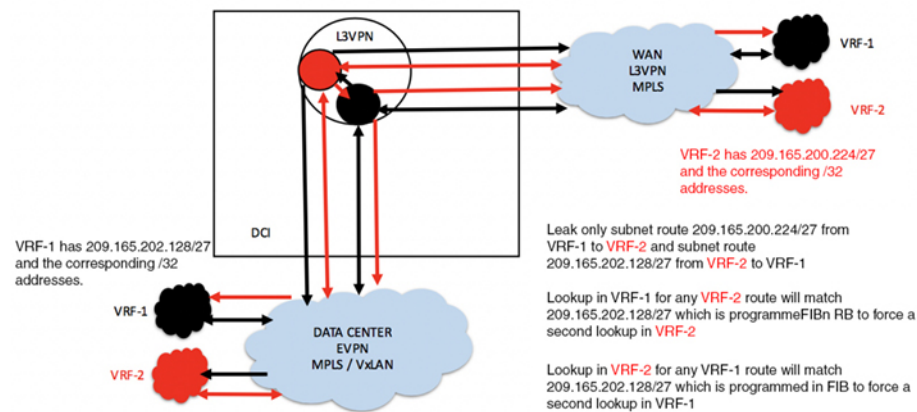 L3VPN
WAN
L3VPN
MPLS
VRF-1
VRF-2
VRF-2 has 209.165.200.224/27
and the corresponding /32
addresses.
DCI
VRF-1 has 209.165.202.128/27
and the corresponding /32
addresses.
Leak only subnet route 209.165.200.224/27 from
VRF-1 to VRF-2 and subnet route
209.165.202.128/27 from VRF-2 to VRF-1
VRF-1
VRF-2
DATA CENTER
EVPN
MPLS / VxLAN
Lookup in VRF-1 for any VRF-2 route will match
209.165.202.128/27 which is programmeFIBn RB to force a
second lookup in VRF-2
Lookup in VRF-2 for any VRF-1 route will match
209.165.202.128/27 which is programmed in FIB to force a
second lookup in VRF-1